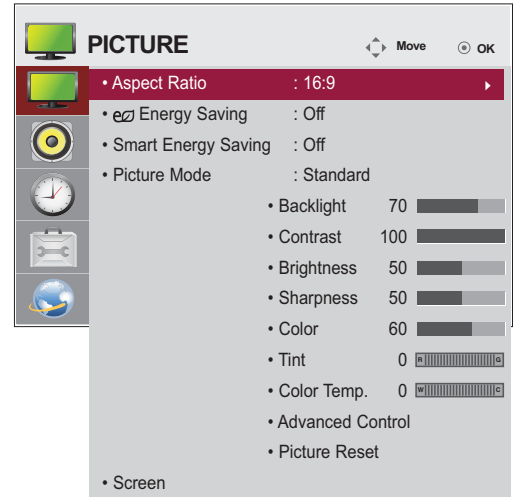 PICTURE Move OK
• Aspect Ratio : 16:9
• Energy Saving : Off
• Smart Energy Saving : Off
• Picture Mode : Standard
• Backlight 70
• Contrast 100
• Brightness 50
• Sharpness 50
• Color 60
• Tint 0 R G
• Color Temp. 0 W C
• Advanced Control
• Picture Reset
• Screen